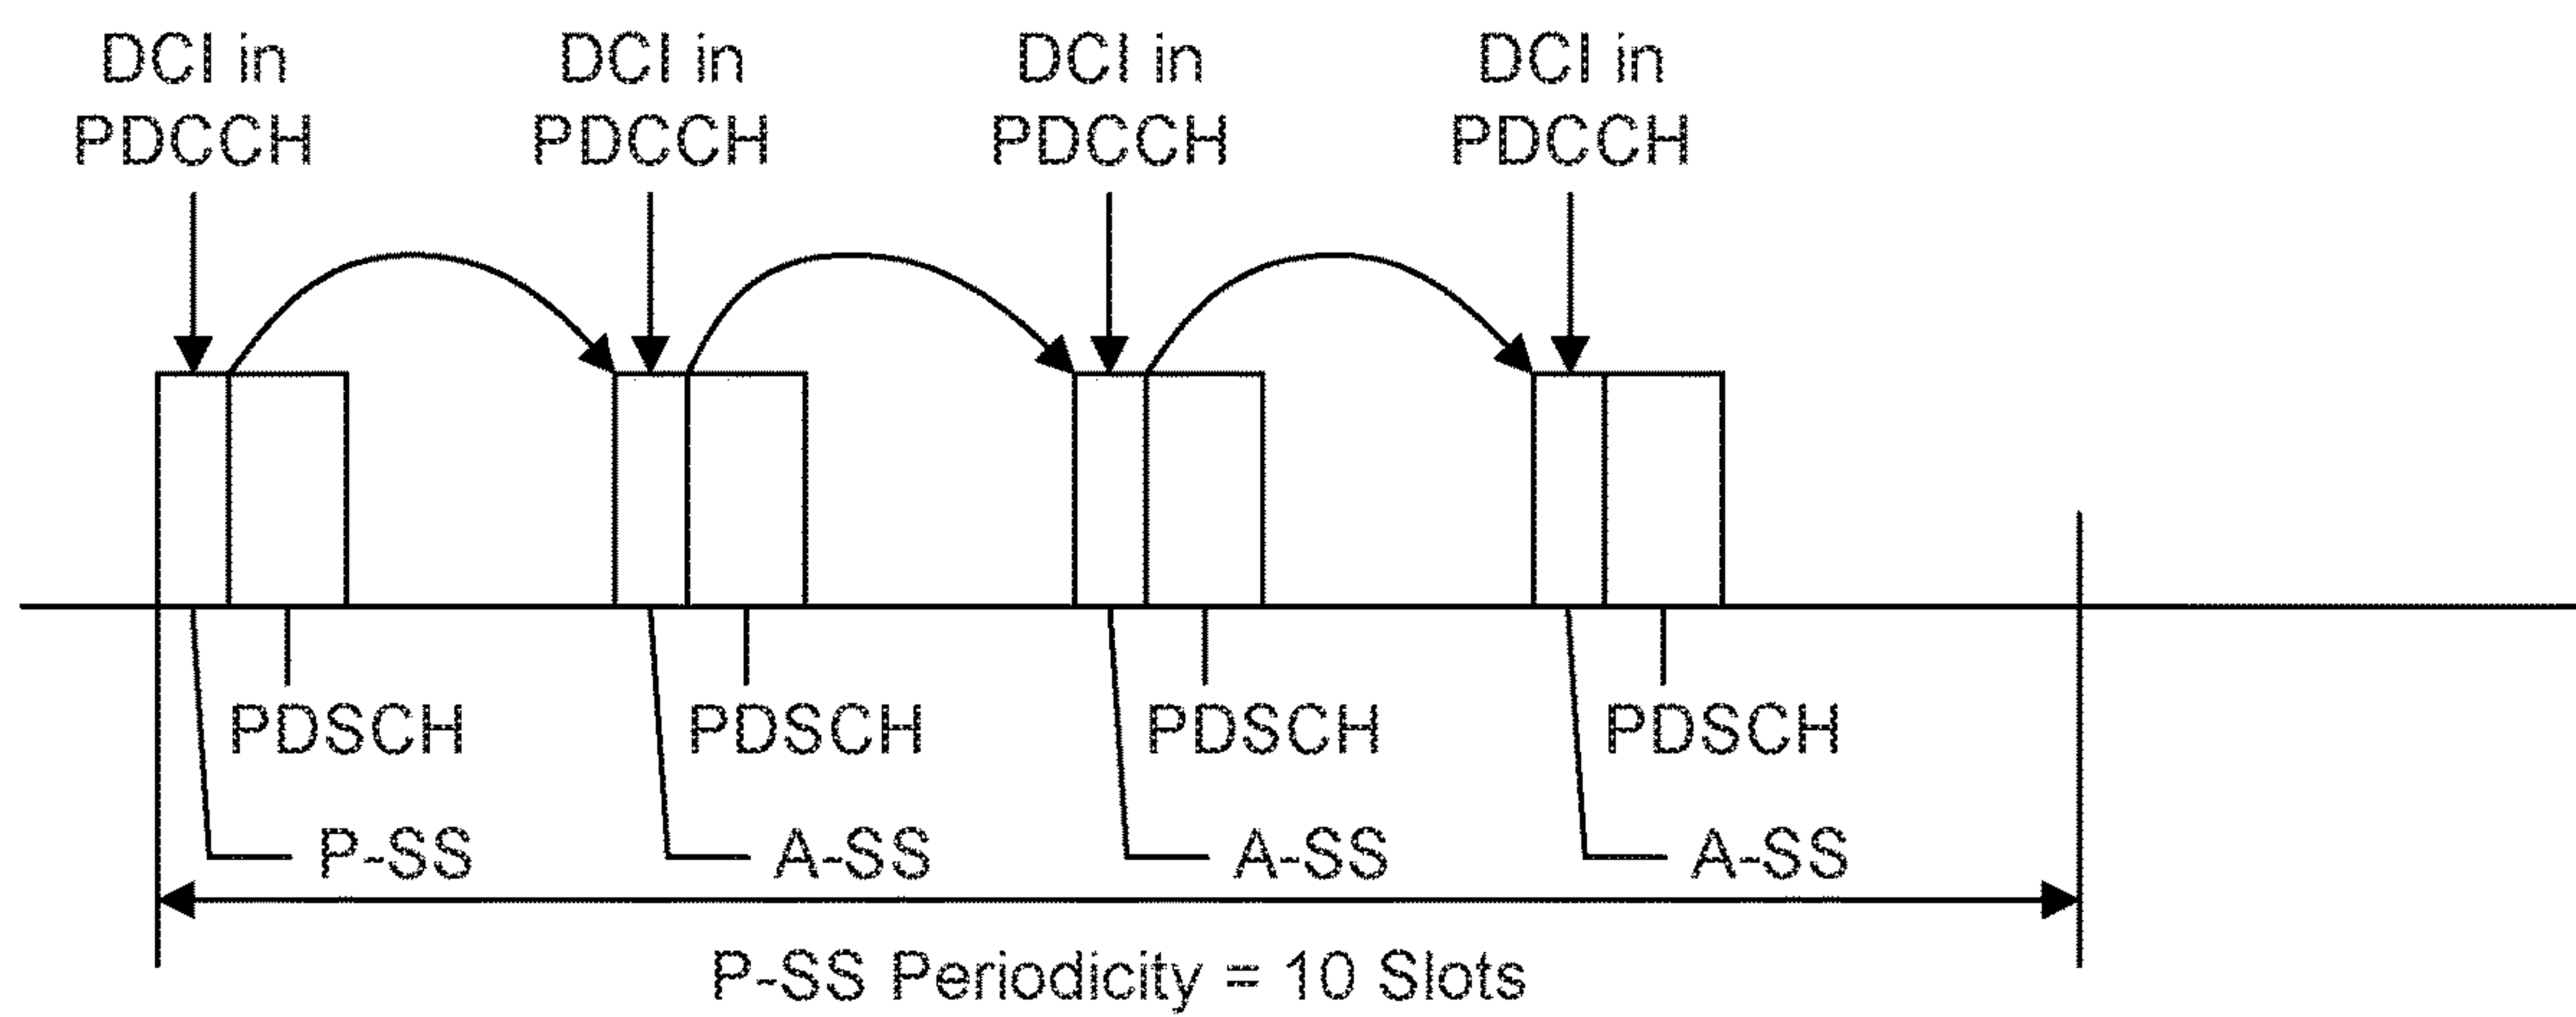 DCI in
PDCCH
DCI in
PDCCH
DCI in
PDCCH
DCI in
PDCCH
PDSCH
PDSCH
PDSCH
PDSCH
P-SS
A-SS
A-SS
A-SS
P-SS Periodicity = 10 Slots